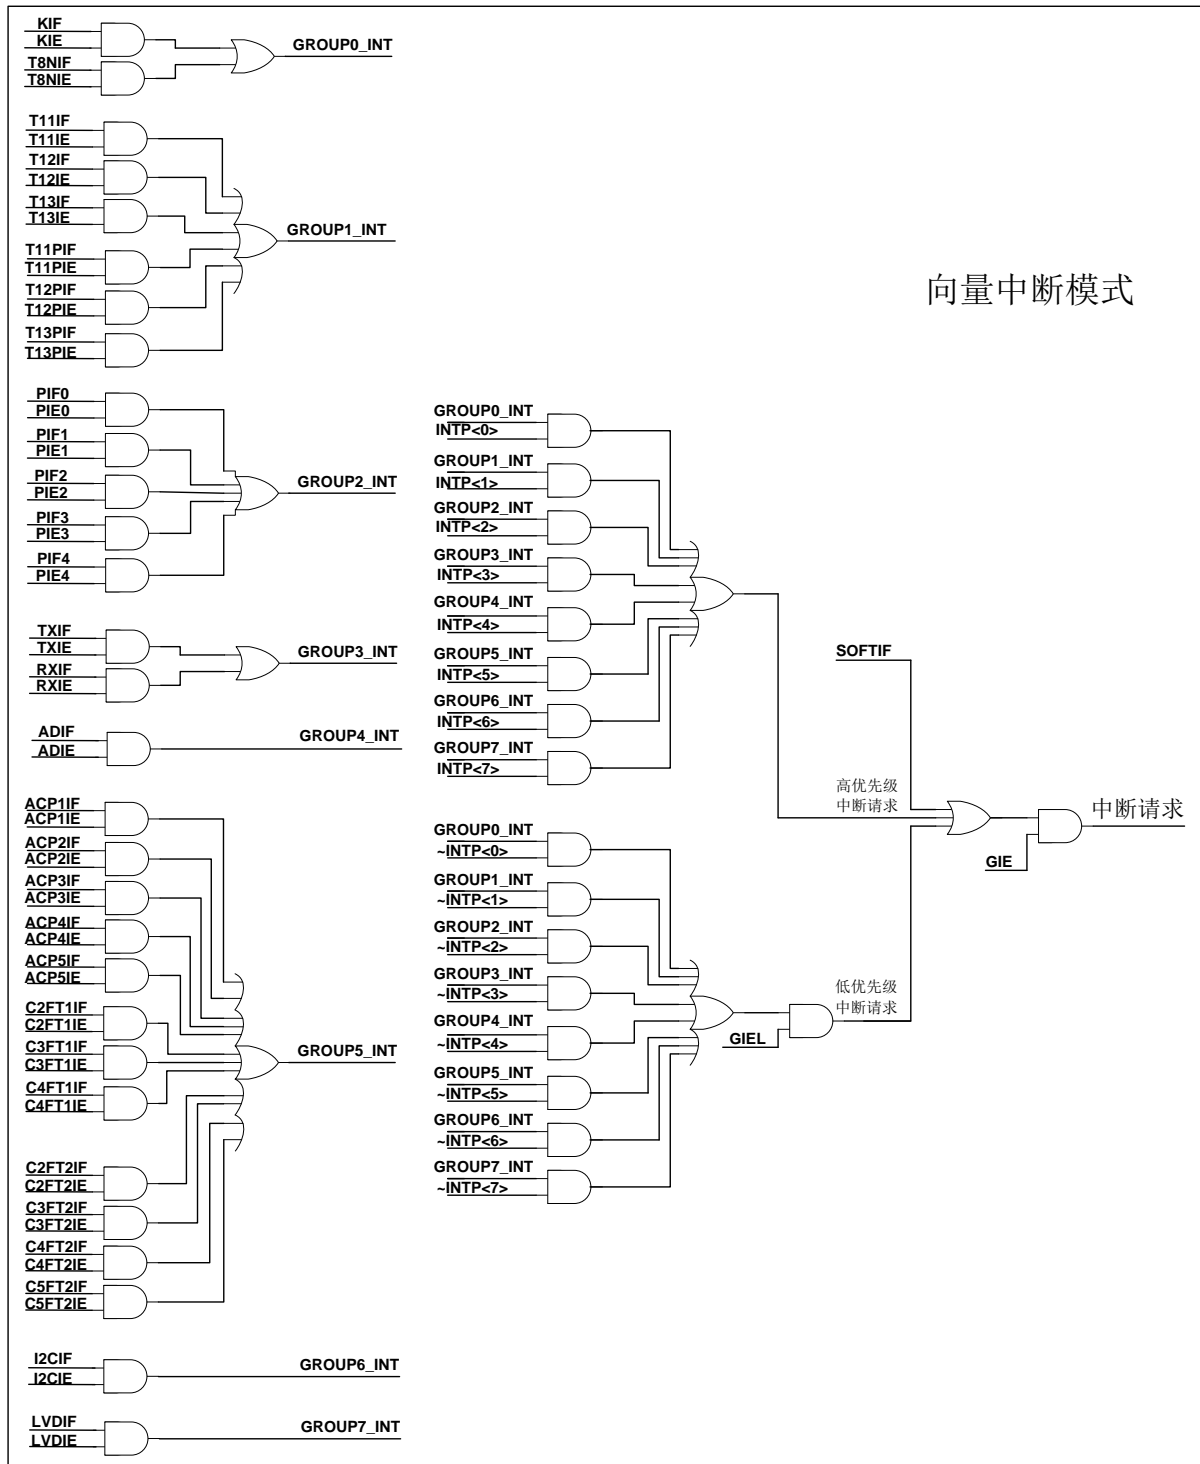 KIF
KIE
T8NIF
T8NIE
GROUP0_INT
T11IF
T11IE
T12IF
T12IE
T13IF
T13IE
T11PIF
T11PIE
T12PIF
T12PIE
T13PIF
T13PIE
GROUP1_INT
向量中断模式
PIF0
PIE0
PIF1
PIE1
PIF2
PIE2
PIF3
PIE3
PIF4
PIE4
GROUP2_INT
TXIF
TXIE
RXIF
RXIE
GROUP3_INT
ADIF
ADIE
GROUP4_INT
ACP1IF
ACP1IE
ACP2IF
ACP2IE
ACP3IF
ACP3IE
ACP4IF
ACP4IE
ACP5IF
ACP5IE
C2FT1IF
C2FT1IE
C3FT1IF
C3FT1IE
C4FT1IF
C4FT1IE
C2FT2IF
C2FT2IE
C3FT2IF
C3FT2IE
C4FT2IF
C4FT2IE
C5FT2IF
C5FT2IE
GROUP5_INT
I2CIF
I2CIE
GROUP6_INT
LVDIF
LVDIE
GROUP7_INT
GROUP0_INT
INTP<0>
GROUP1_INT
INTP<1>
GROUP2_INT
INTP<2>
GROUP3_INT
INTP<3>
GROUP4_INT
INTP<4>
GROUP5_INT
INTP<5>
GROUP6_INT
INTP<6>
GROUP7_INT
INTP<7>
GROUP0_INT
~INTP<0>
GROUP1_INT
~INTP<1>
GROUP2_INT
~INTP<2>
GROUP3_INT
~INTP<3>
GROUP4_INT
~INTP<4>
GROUP5_INT
~INTP<5>
GROUP6_INT
~INTP<6>
GROUP7_INT
~INTP<7>
GIEL
SOFTIF
高优先级
中断请求
低优先级
中断请求
GIE
中断请求